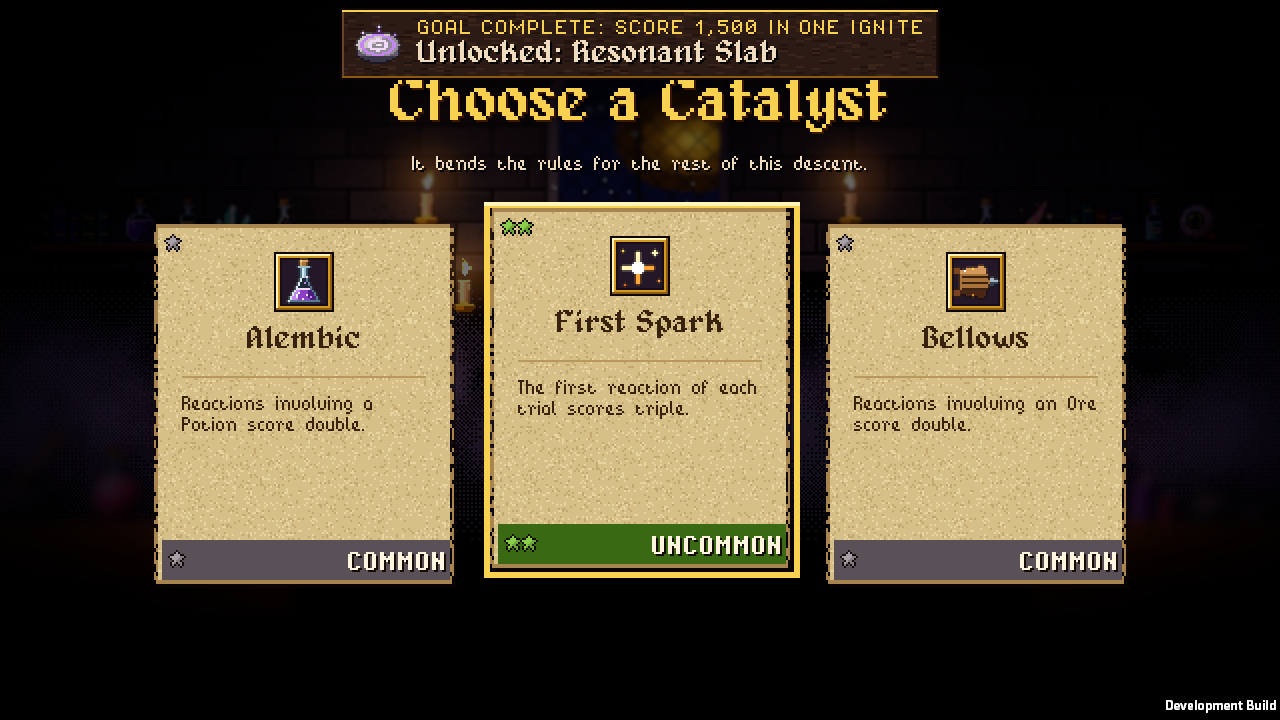 GOAL COMPLETE: SCORE 1,500 IN ONE IGNITE
Unlocked: Resonant Slab
Choose a Catalyst
It bends the rules for the rest of this descent.
Alembic
Reactions involving a
Potion score double.
COMMON
First Spark
The first reaction of each
trial scores triple.
UNCOMMON
Bellows
Reactions involving an Ore
score double.
COMMON
Development Build